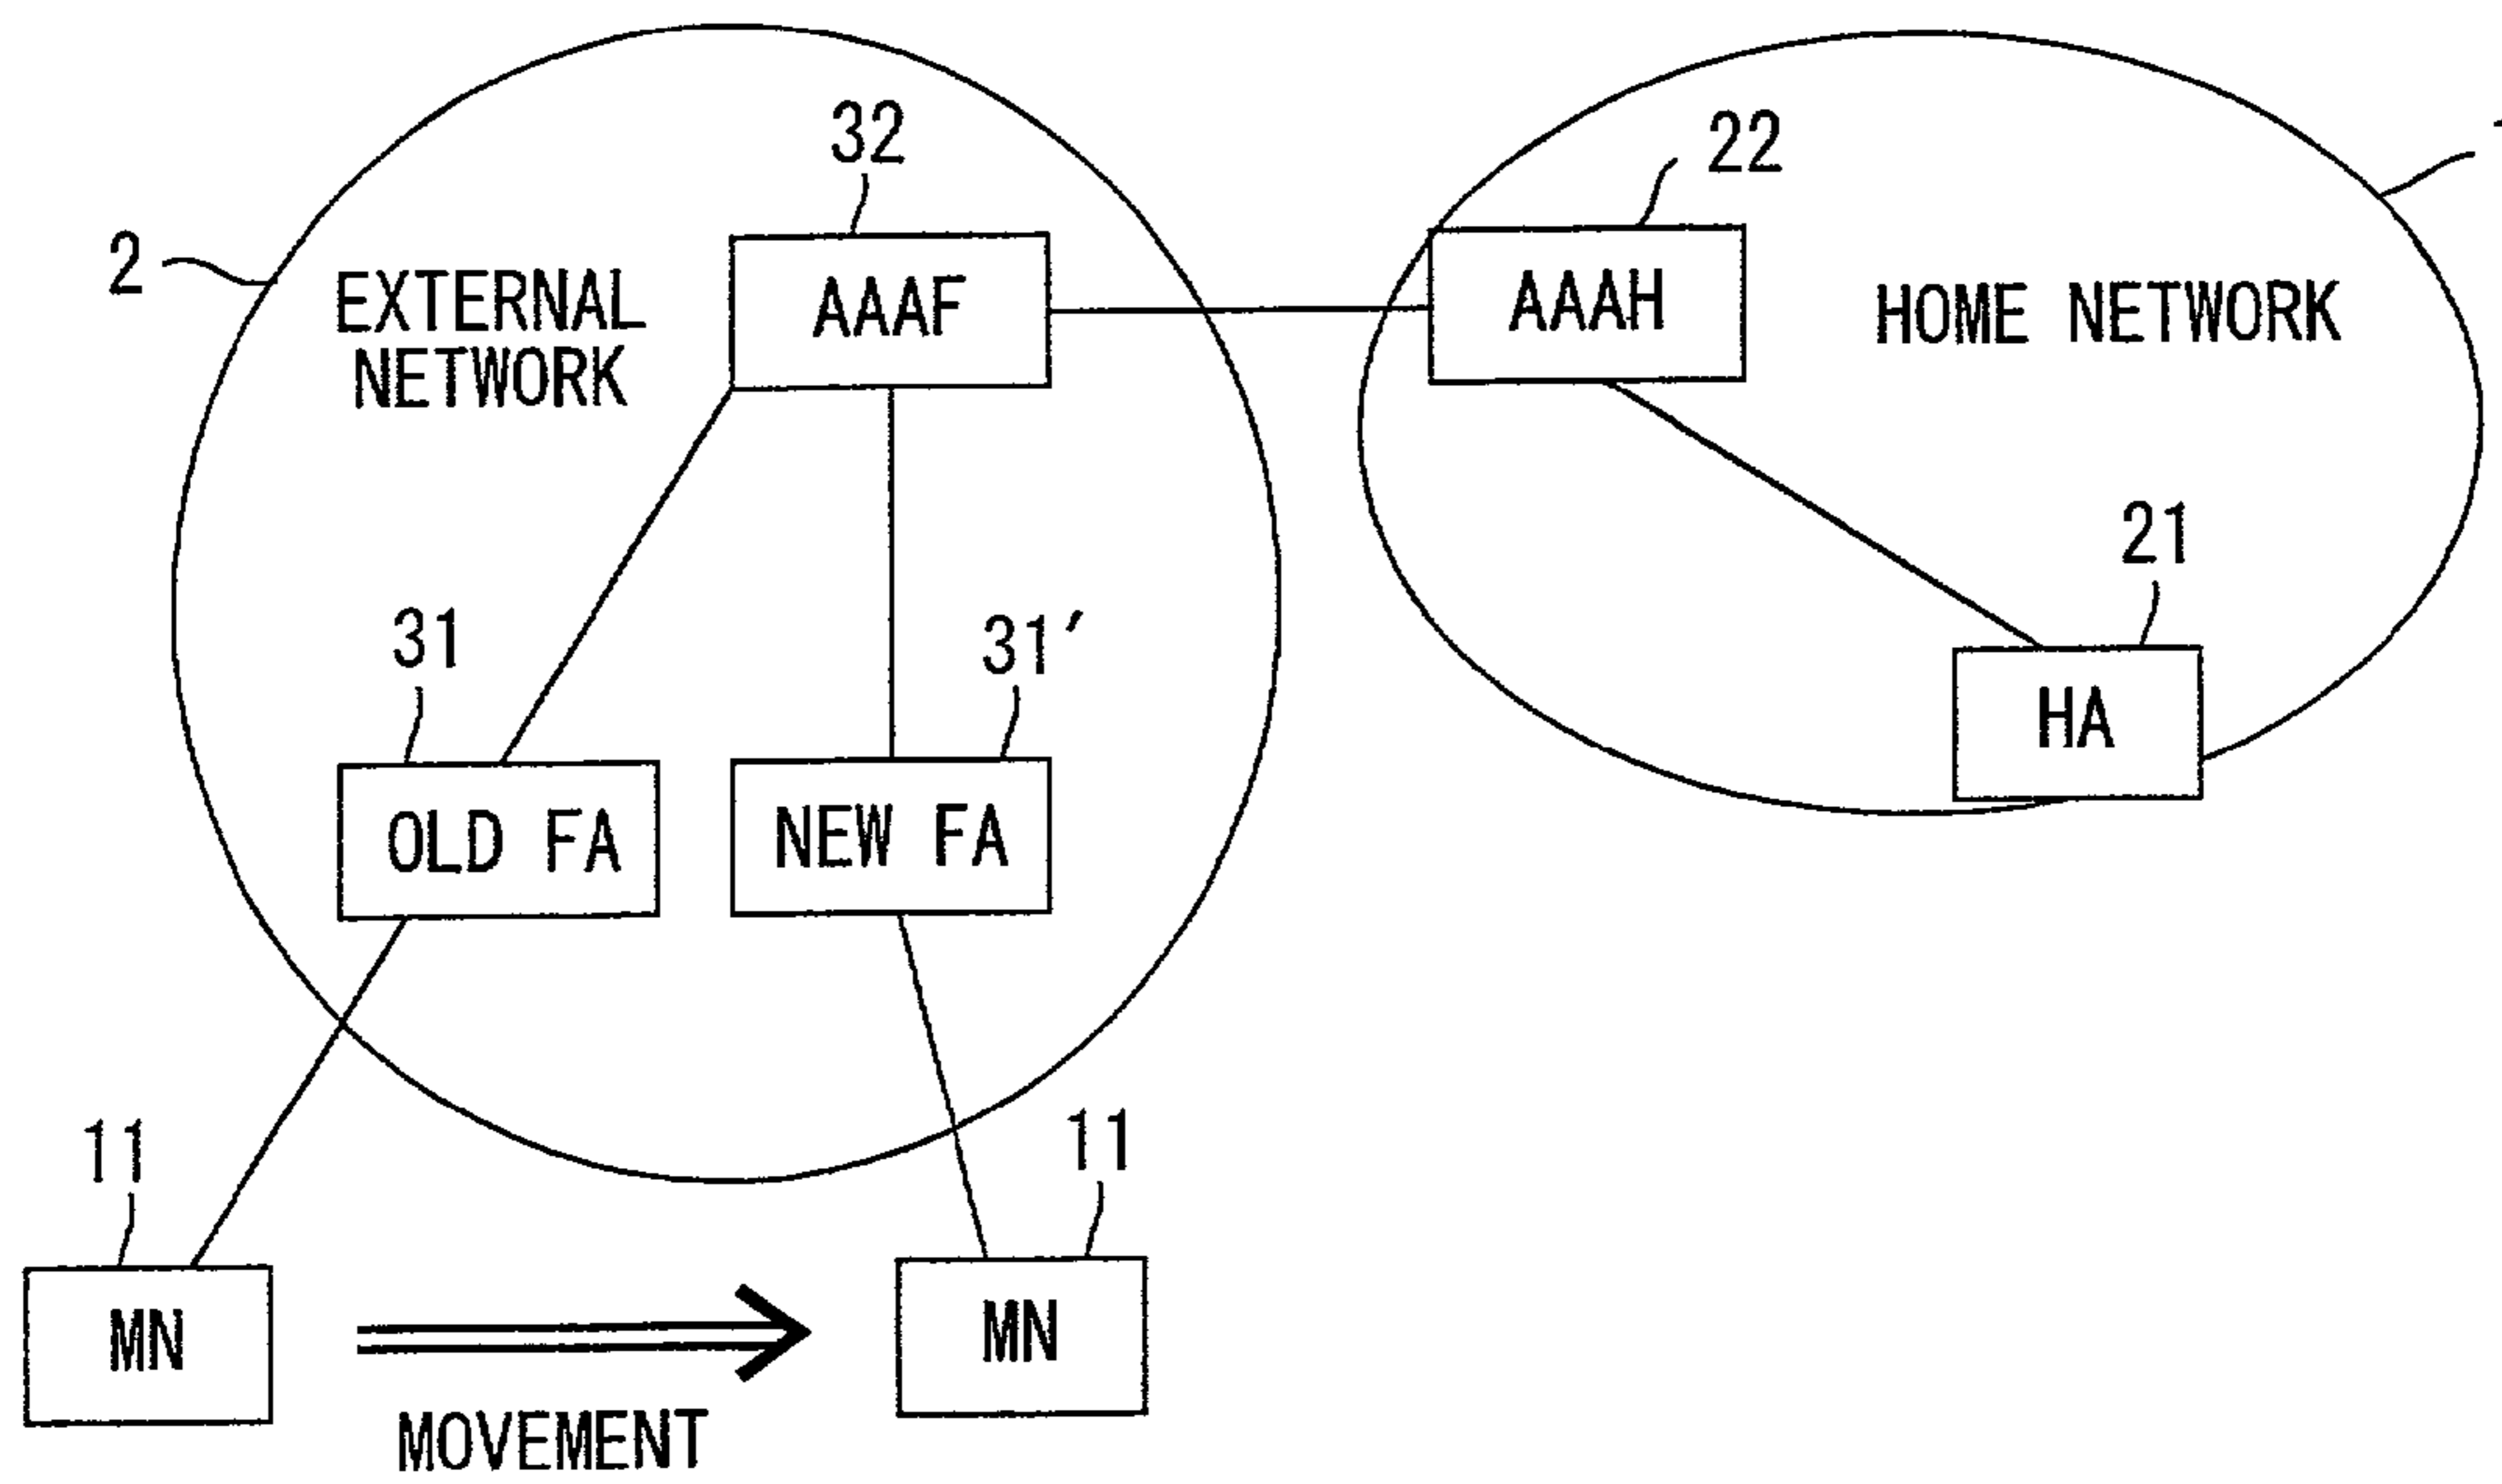 32
22
2
EXTERNAL
NETWORK
AAAF
AAAH
HOME NETWORK
21
31
31'
HA
OLD FA
NEW FA
11
11
MN
MN
MOVEMENT